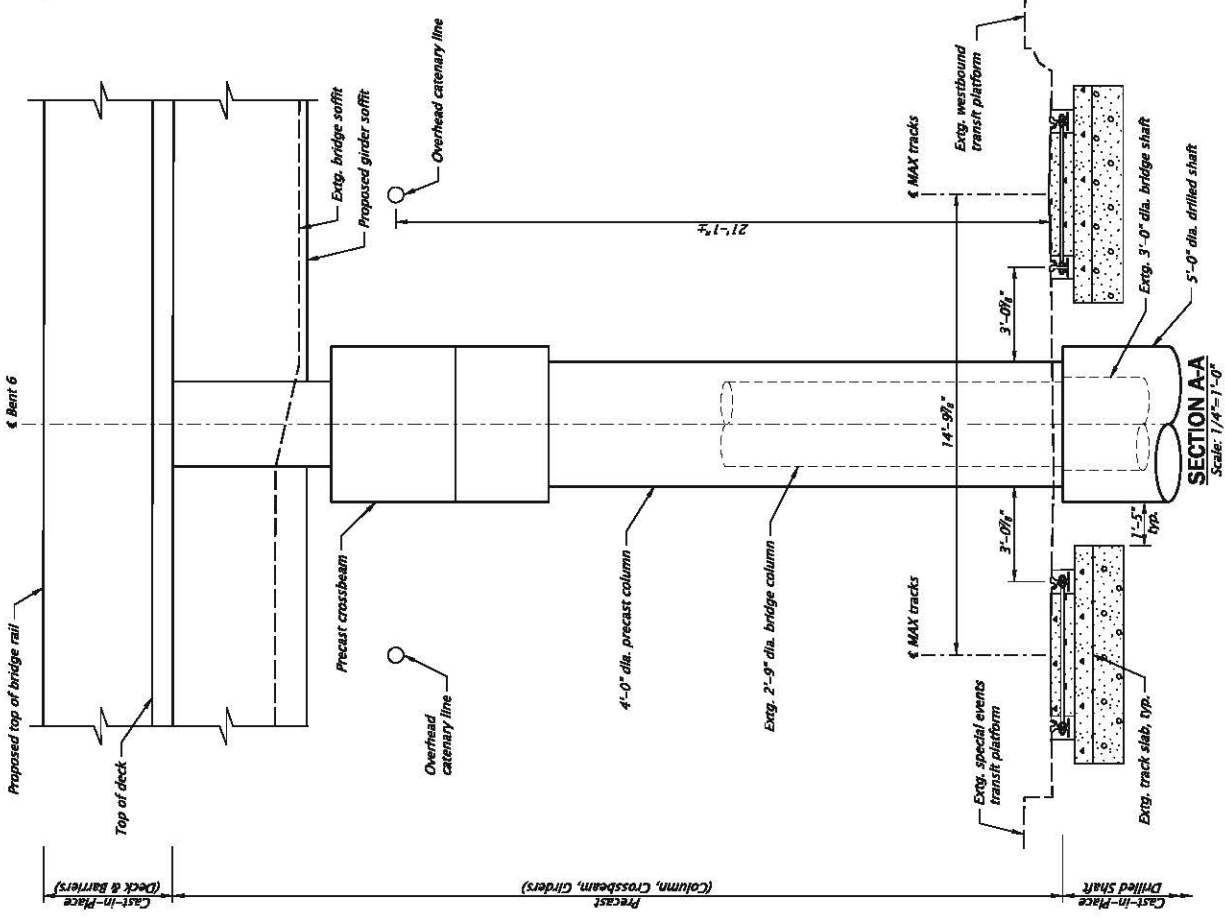 ℄ Bent 6
Proposed top of bridge rail
Top of deck
Extg. bridge soffit
Proposed girder soffit
Overhead catenary line
Precast crossbeam
Overhead
catenary line
21'-1"±
4'-0" dia. precast column
Extg. 2'-9" dia. bridge column
℄ MAX tracks
℄ MAX tracks
14'-9⅞"
Extg. special events
transit platform
Extg. westbound
transit platform
3'-0⅞"
3'-0⅞"
1'-5"
typ.
Extg. track slab, typ.
Extg. 3'-0" dia. bridge shaft
5'-0" dia. drilled shaft
Cast-in-Place
(Deck & Barriers)
Precast
(Column, Crossbeam, Girders)
Cast-in-Place
Drilled Shaft
SECTION A-A
Scale: 1/4"=1'-0"